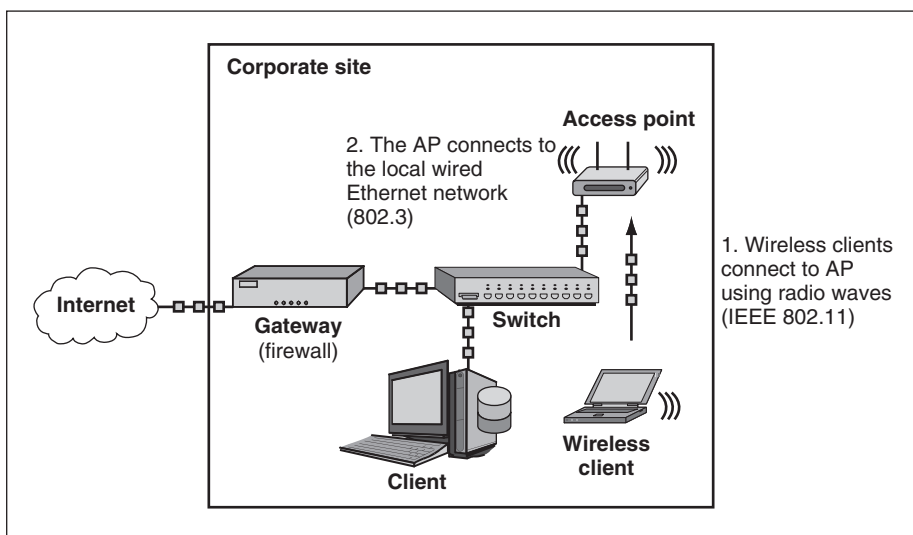 Corporate site
Access point
2. The AP connects to
the local wired
Ethernet network
(802.3)
1. Wireless clients
connect to AP
using radio waves
(IEEE 802.11)
Internet
Gateway
(firewall)
Switch
Client
Wireless
client